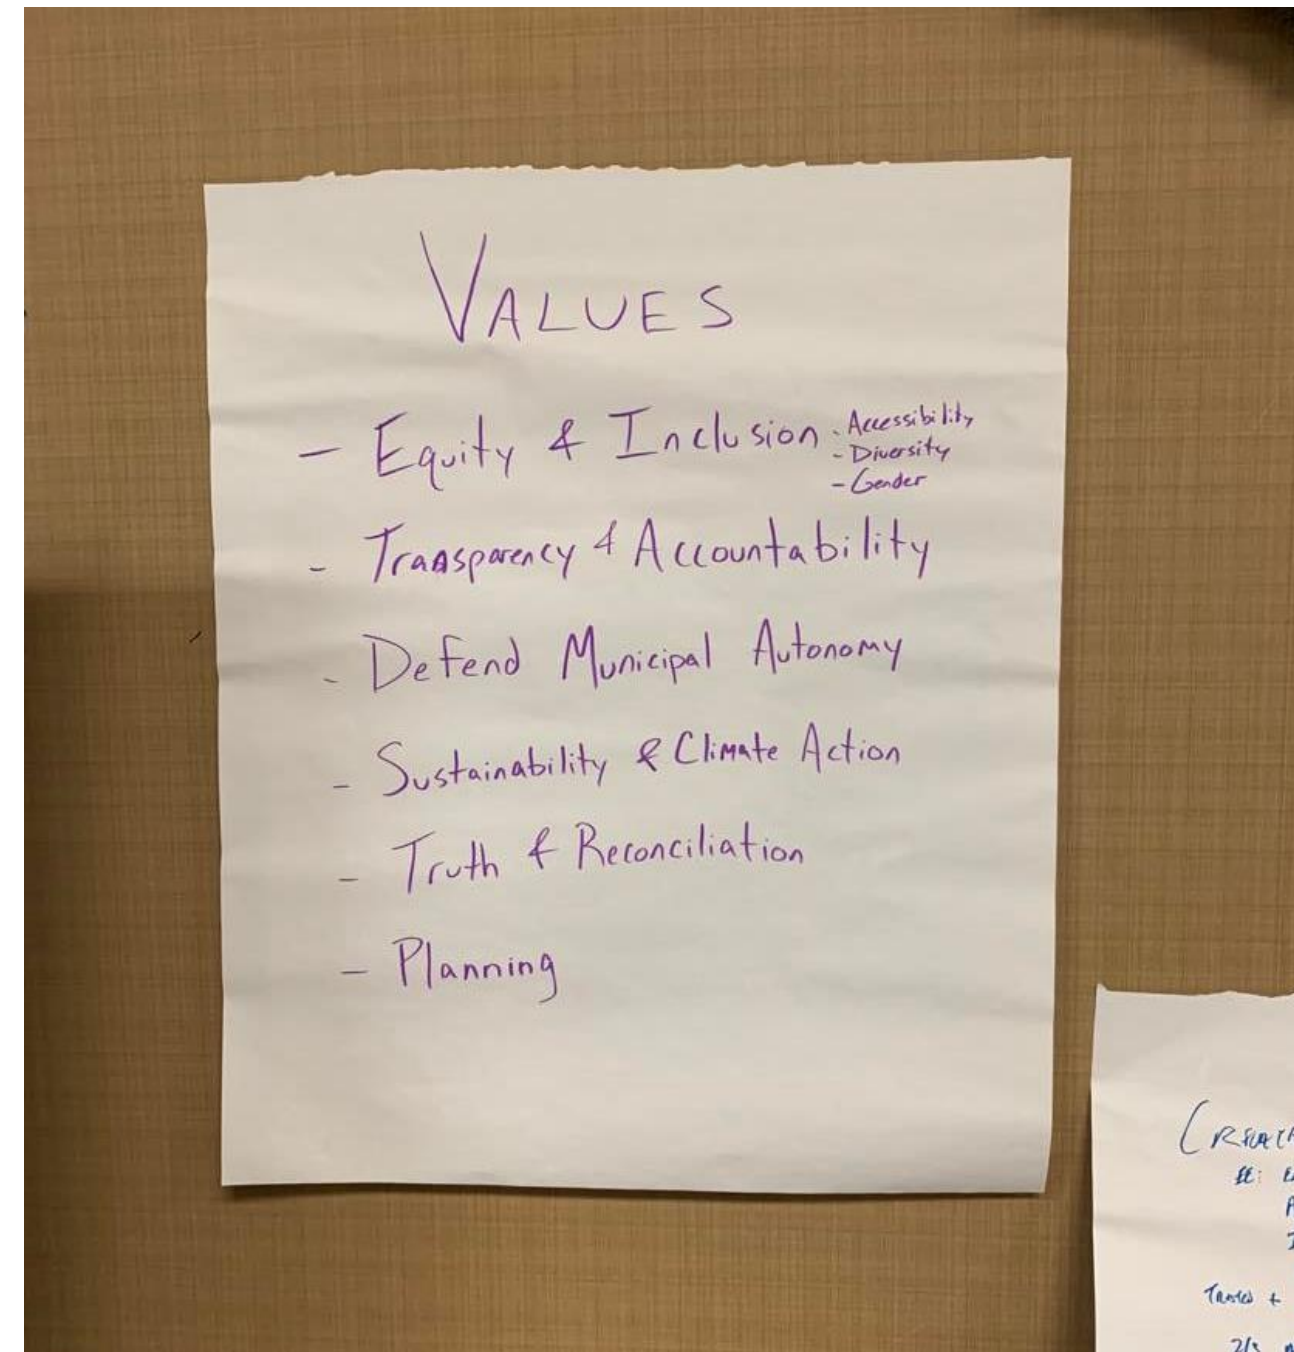 VALUES
- Equity & Inclusion
- Accessibility
- Diversity
- Gender
- Transparency & Accountability
- Defend Municipal Autonomy
- Sustainability & Climate Action
- Truth & Reconciliation
- Planning